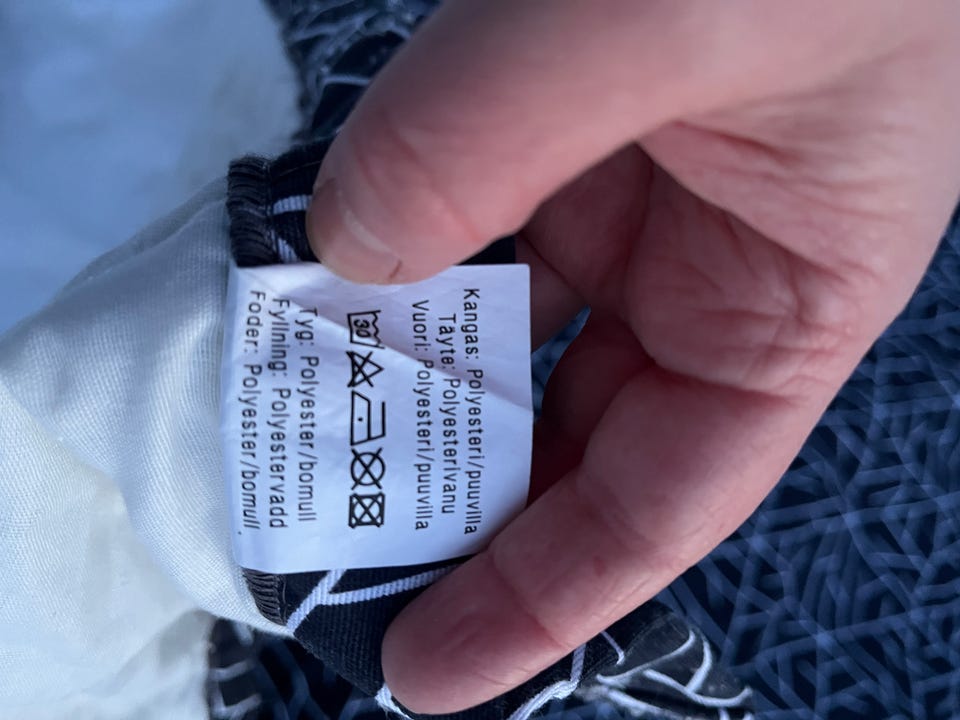 Kangas: Polyesteri/puuvilla
Täyte: Polyesterivanu
Vuori: Polyesteri/puuvilla
30
Tyg: Polyester/bomull
Fyllning: Polyestervadd
Foder: Polyester/bomull